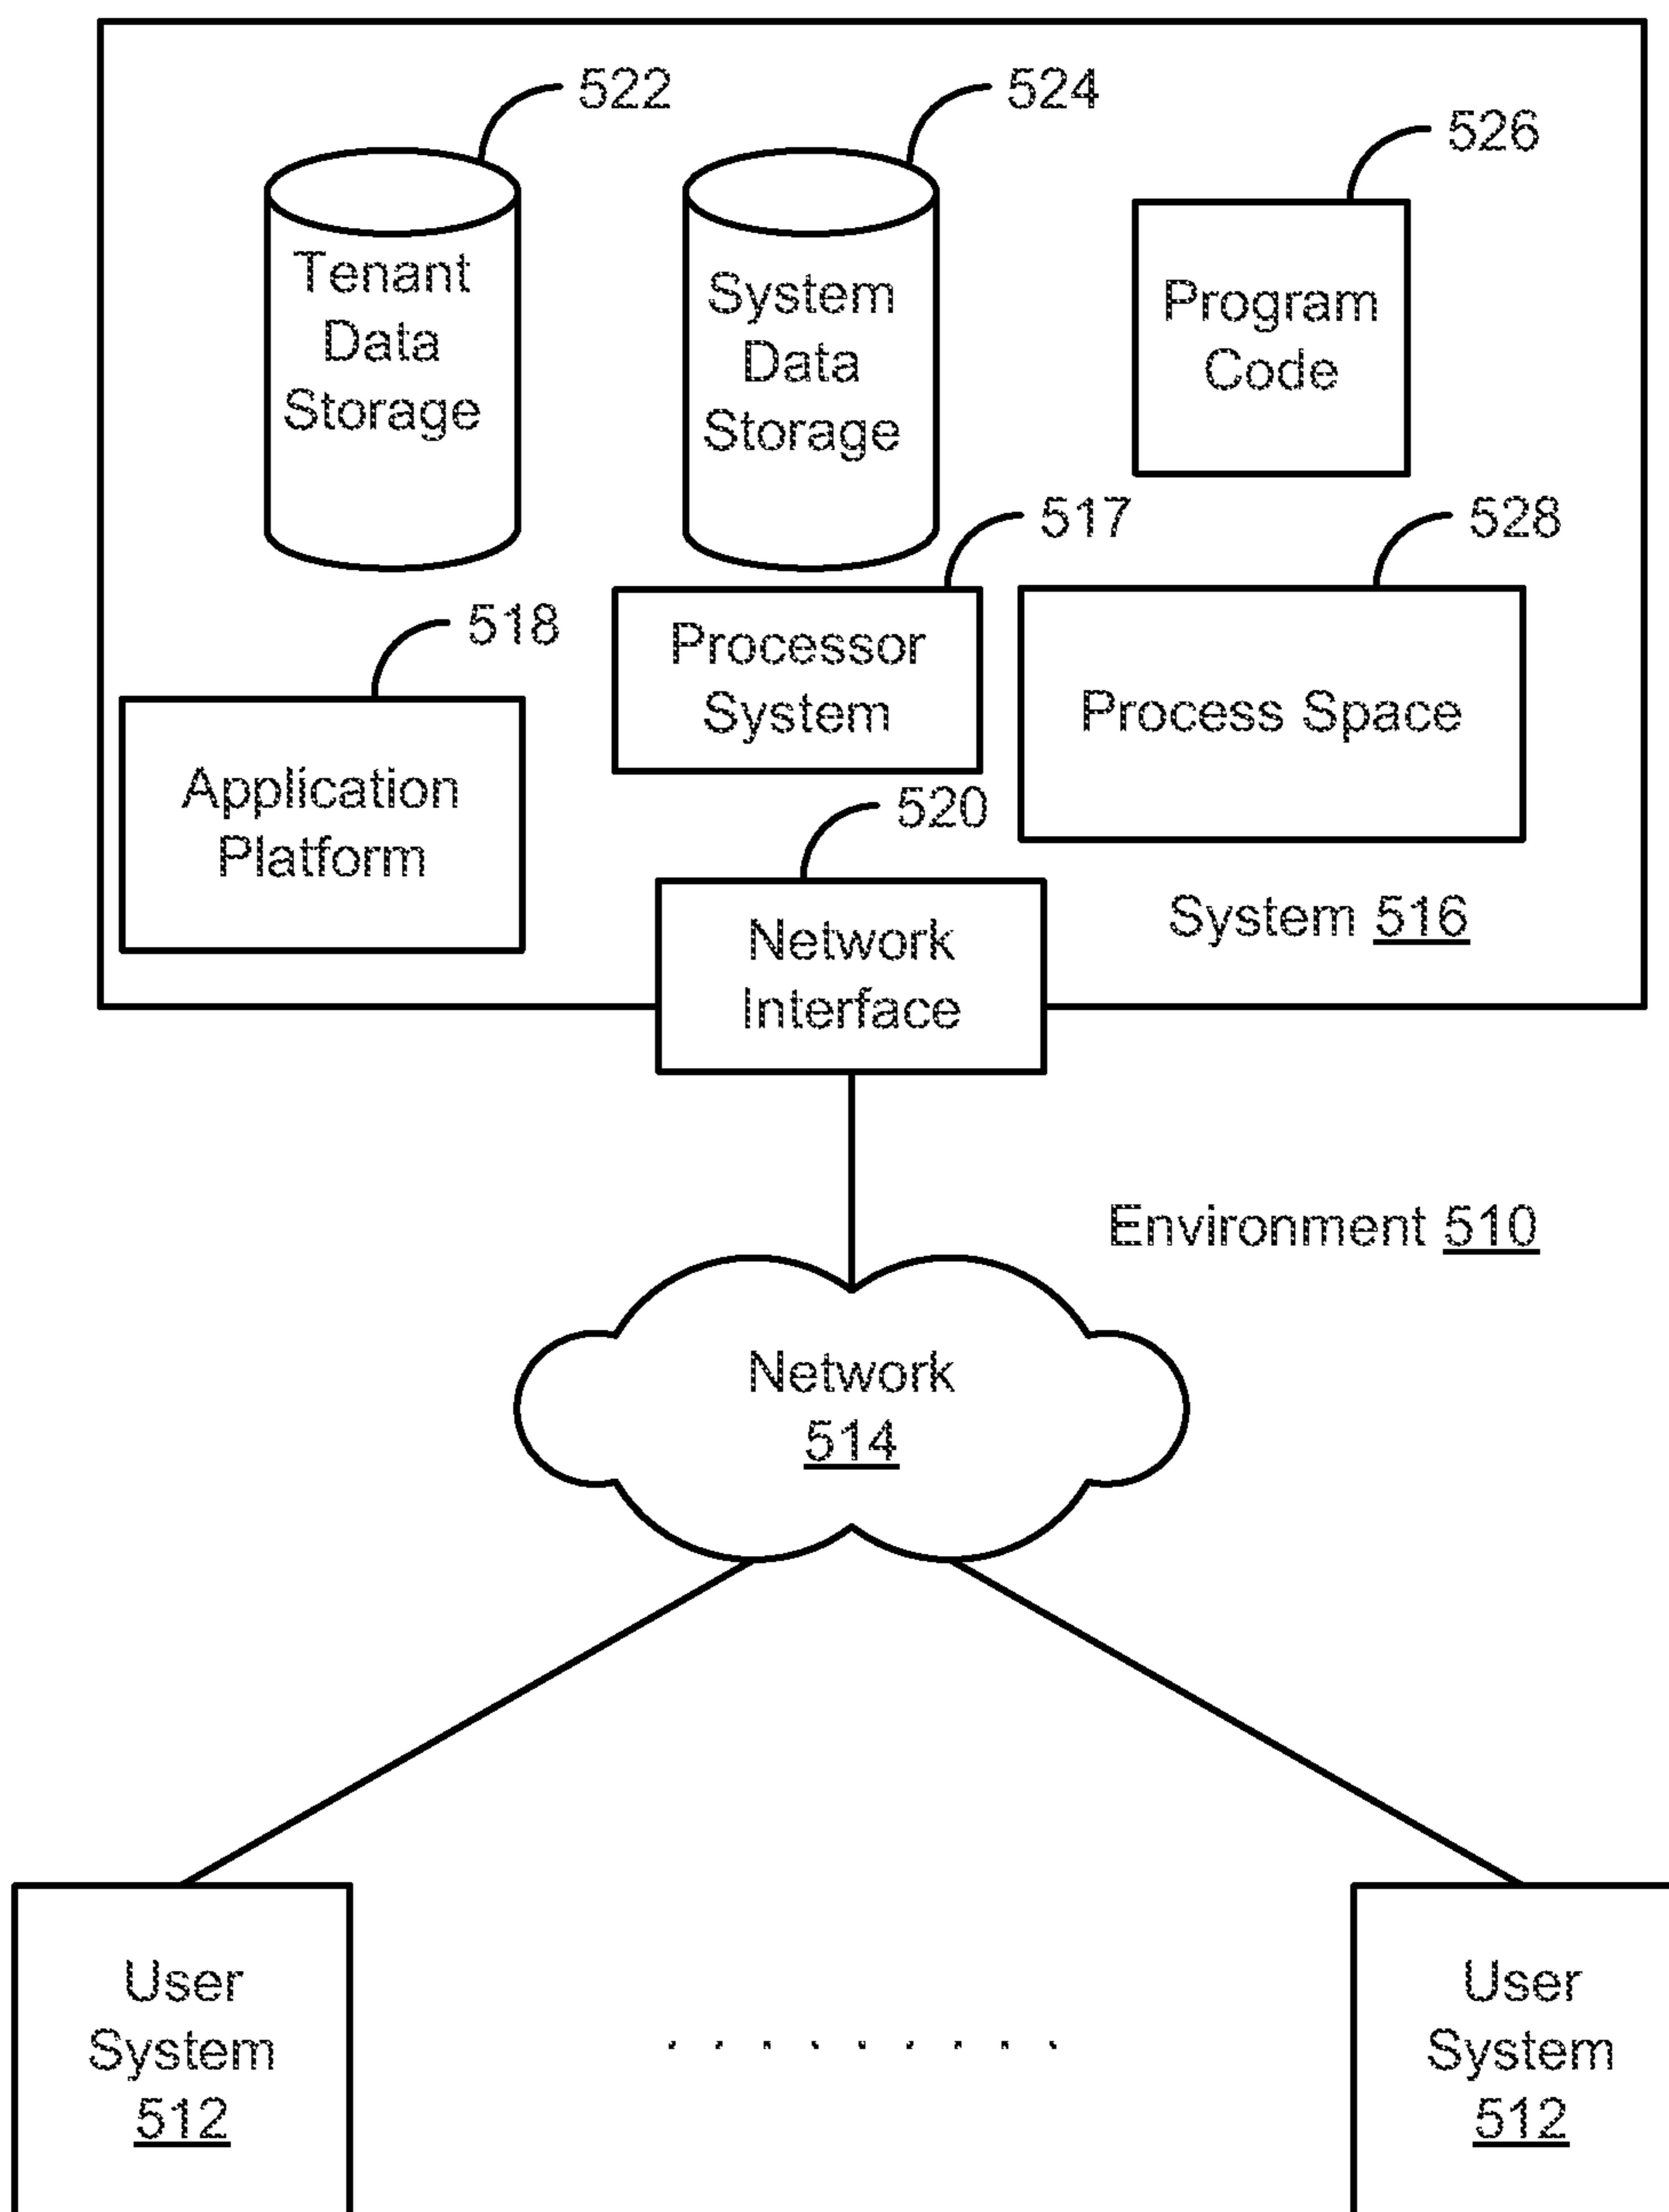 522
524
526
Tenant
Data
Storage
System
Data
Storage
Program
Code
517
528
518
Processor
System
Process Space
Application
Platform
520
Network
Interface
System 516
Environment 510
Network
514
User
System
512
. . . . . . . . .
User
System
512